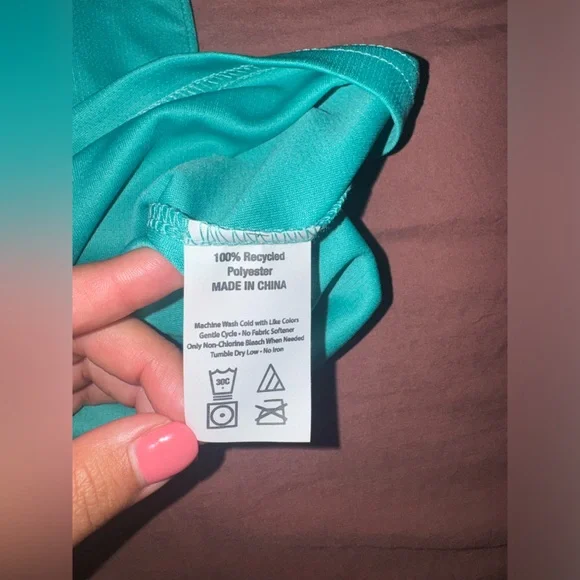 100% Recycled
Polyester
MADE IN CHINA
Machine Wash Cold with Like Colors
Gentle Cycle • No Fabric Softener
Only Non-Chlorine Bleach When Needed
Tumble Dry Low • No Iron
30C